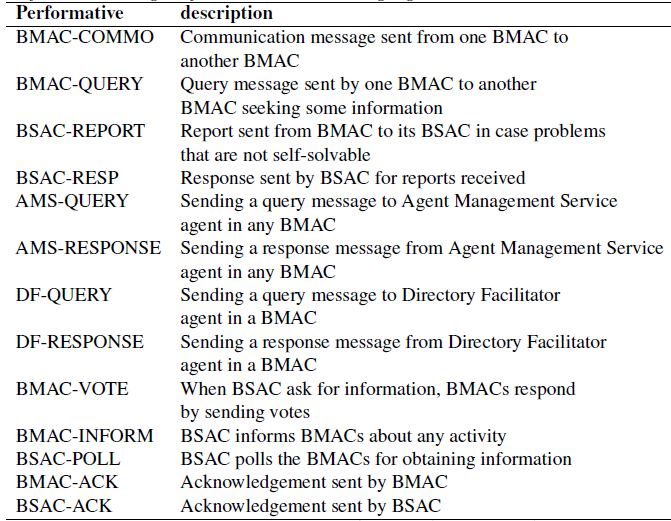 Performative description
BMAC-COMMO Communication message sent from one BMAC to
another BMAC
BMAC-QUERY Query message sent by one BMAC to another
BMAC seeking some information
BSAC-REPORT Report sent from BMAC to its BSAC in case problems
that are not self-solvable
BSAC-RESP Response sent by BSAC for reports received
AMS-QUERY Sending a query message to Agent Management Service
agent in any BMAC
AMS-RESPONSE Sending a response message from Agent Management Service
agent in any BMAC
DF-QUERY Sending a query message to Directory Facilitator
agent in a BMAC
DF-RESPONSE Sending a response message from Directory Facilitator
agent in a BMAC
BMAC-VOTE When BSAC ask for information, BMACs respond
by sending votes
BMAC-INFORM BSAC informs BMACs about any activity
BSAC-POLL BSAC polls the BMACs for obtaining information
BMAC-ACK Acknowledgement sent by BMAC
BSAC-ACK Acknowledgement sent by BSAC